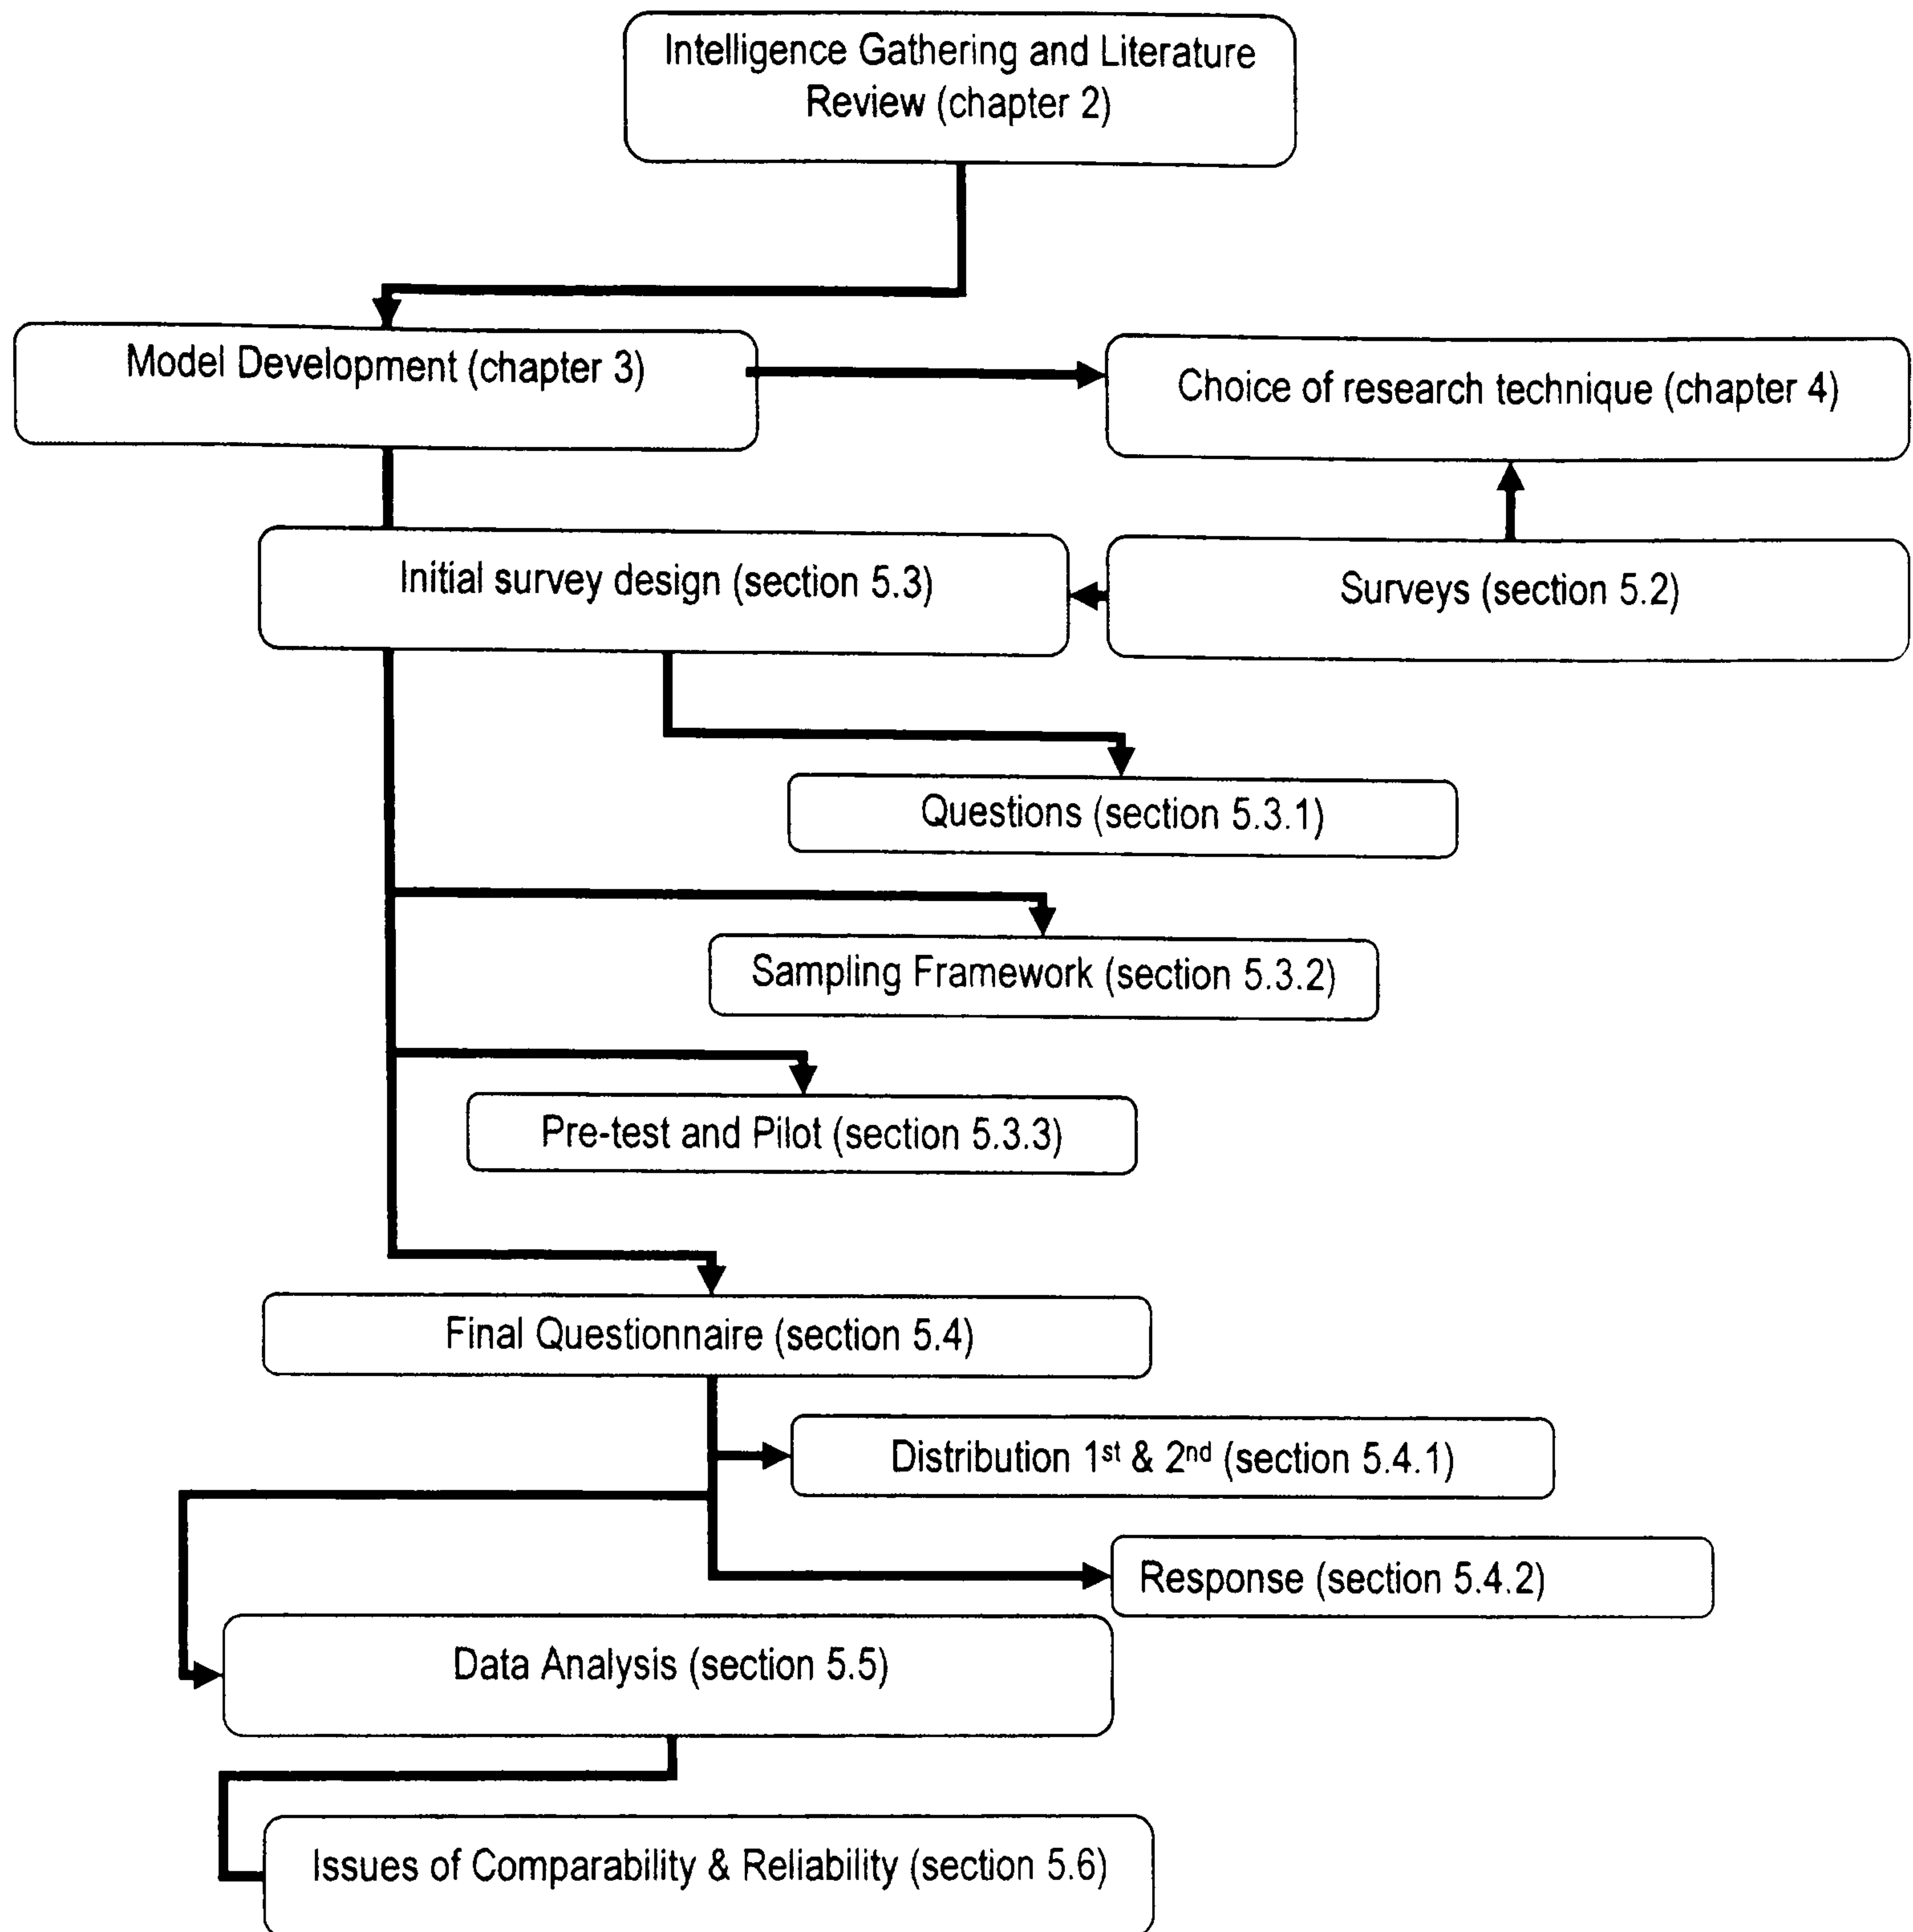 Intelligence Gathering and Literature
Review (chapter 2)
Model Development (chapter 3)
Choice of research technique (chapter 4)
Initial survey design (section 5.3)
Surveys (section 5.2)
Questions (section 5.3.1)
Sampling Framework (section 5.3.2)
Pre-test and Pilot (section 5.3.3)
Final Questionnaire (section 5.4)
Distribution 1st & 2nd (section 5.4.1)
Response (section 5.4.2)
Data Analysis (section 5.5)
Issues of Comparability & Reliability (section 5.6)